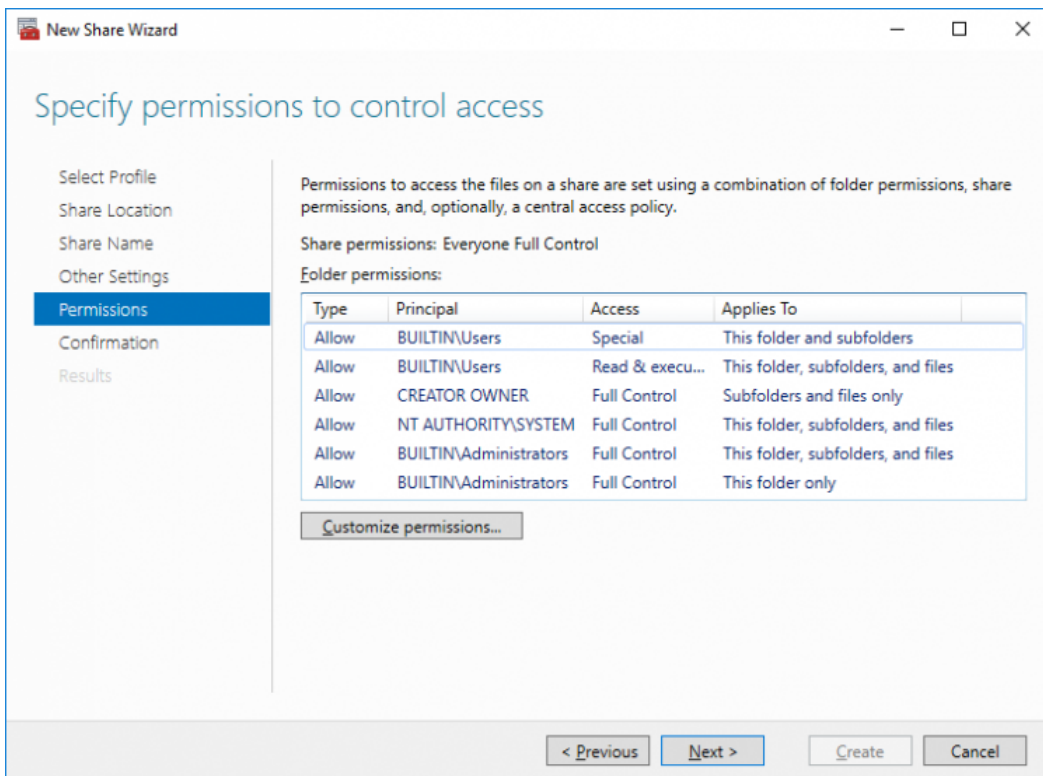 New Share Wizard
Specify permissions to control access
Select Profile
Share Location
Share Name
Other Settings
Permissions
Confirmation
Results
Permissions to access the files on a share are set using a combination of folder permissions, share
permissions, and, optionally, a central access policy.
Share permissions: Everyone Full Control
Folder permissions:
Type Principal Access Applies To
Allow BUILTIN\Users Special This folder and subfolders
Allow BUILTIN\Users Read & execu... This folder, subfolders, and files
Allow CREATOR OWNER Full Control Subfolders and files only
Allow NT AUTHORITY\SYSTEM Full Control This folder, subfolders, and files
Allow BUILTIN\Administrators Full Control This folder, subfolders, and files
Allow BUILTIN\Administrators Full Control This folder only
Customize permissions...
< Previous Next > Create Cancel